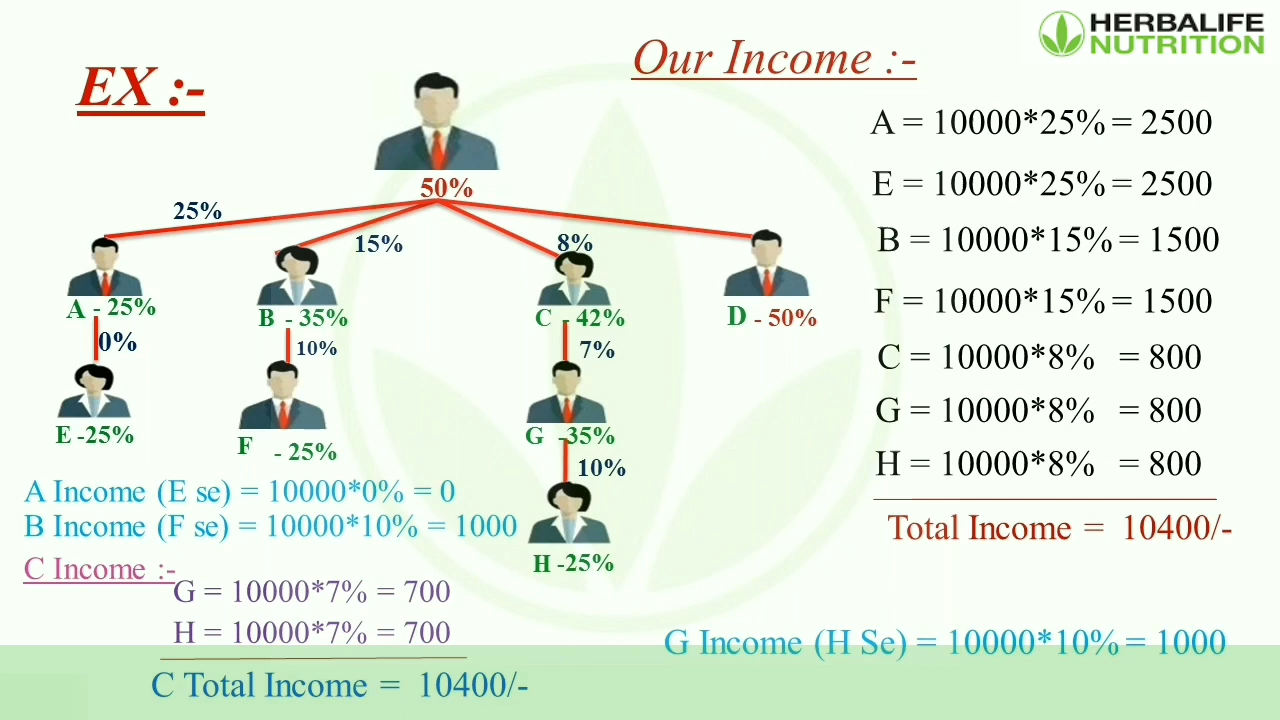 HERBALIFE
NUTRITION
EX :-
Our Income :-
50%
25%
15%
8%
A - 25%
B - 35%
C - 42%
D - 50%
0%
10%
7%
E -25%
F - 25%
G -35%
10%
H -25%
A = 10000*25% = 2500
E = 10000*25% = 2500
B = 10000*15% = 1500
F = 10000*15% = 1500
C = 10000*8% = 800
G = 10000*8% = 800
H = 10000*8% = 800
Total Income = 10400/-
A Income (E se) = 10000*0% = 0
B Income (F se) = 10000*10% = 1000
C Income :-
G = 10000*7% = 700
H = 10000*7% = 700
C Total Income = 10400/-
G Income (H Se) = 10000*10% = 1000